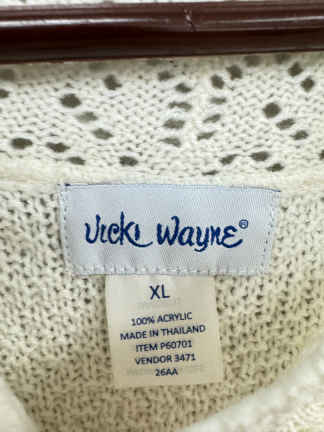 Vicki Wayne®
XL
100% ACRYLIC
MADE IN THAILAND
ITEM P60701
VENDOR 3471
26AA